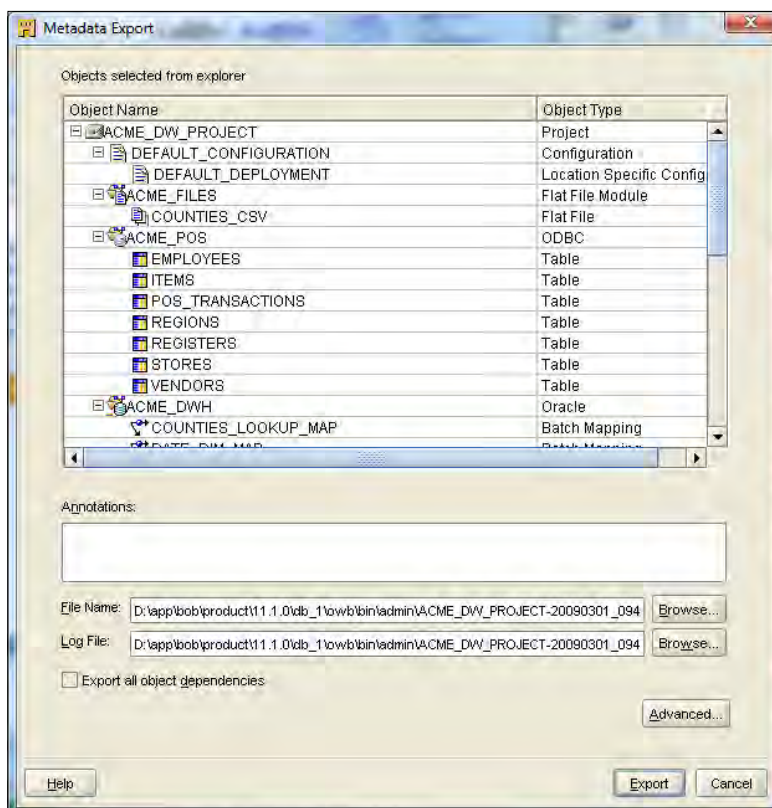 Metadata Export
Objects selected from explorer
Object Name Object Type
ACME_DW_PROJECT Project
DEFAULT_CONFIGURATION Configuration
DEFAULT_DEPLOYMENT Location Specific Config
ACME_FILES Flat File Module
COUNTIES_CSV Flat File
ACME_POS ODBC
EMPLOYEES Table
ITEMS Table
POS_TRANSACTIONS Table
REGIONS Table
REGISTERS Table
STORES Table
VENDORS Table
ACME_DWH Oracle
COUNTIES_LOOKUP_MAP Batch Mapping
DATE_DIM_MAP Batch Mapping
Annotations:
File Name: D:\app\bob\product\11.1.0\db_1\owb\bin\admin\ACME_DW_PROJECT-20090301_094 Browse...
Log File: D:\app\bob\product\11.1.0\db_1\owb\bin\admin\ACME_DW_PROJECT-20090301_094 Browse...
Export all object dependencies
Advanced...
Help Export Cancel